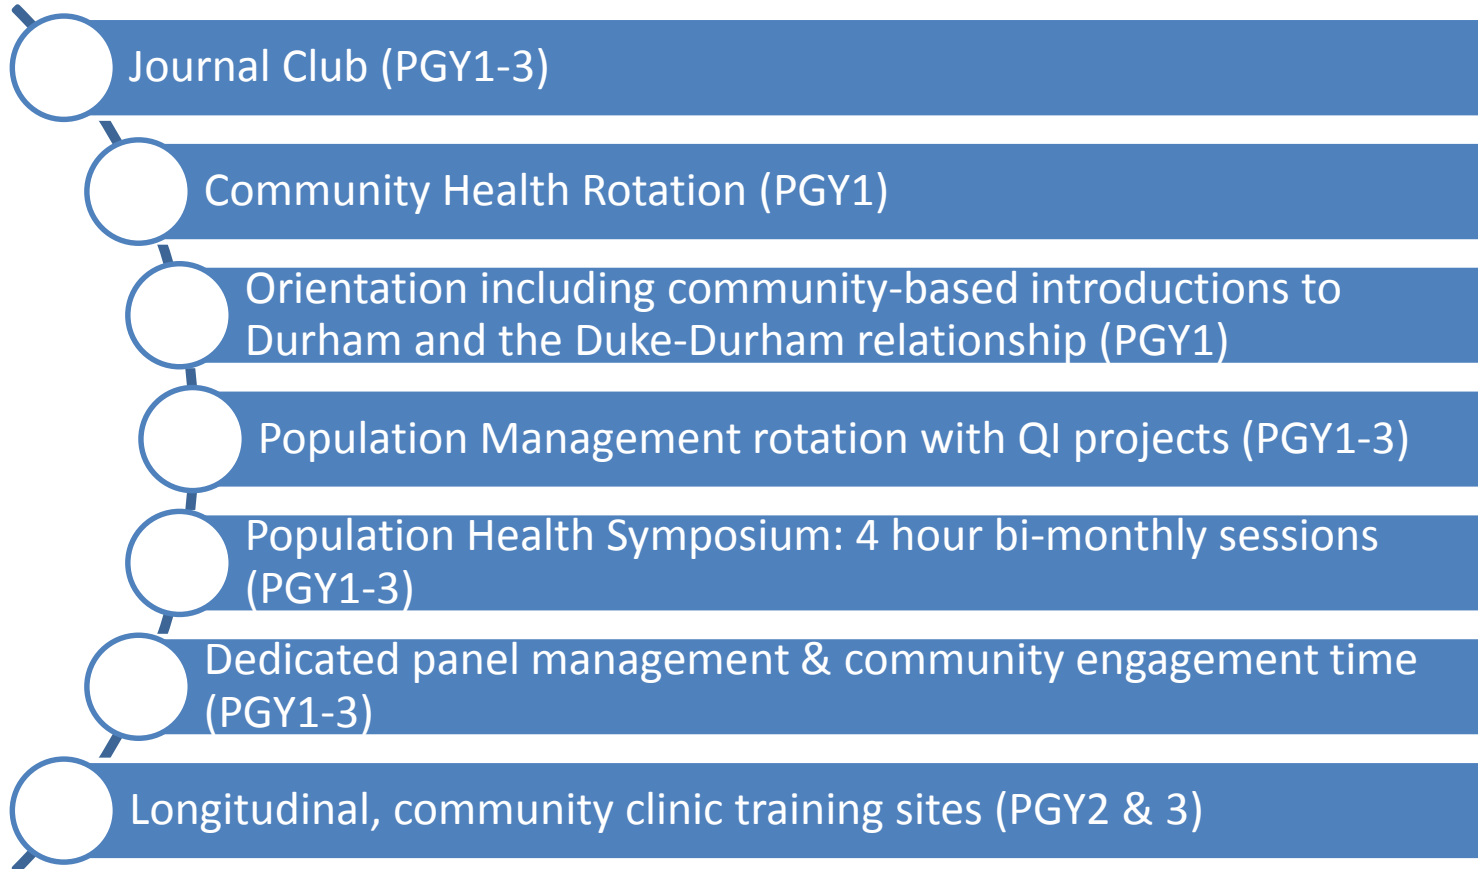 Journal Club (PGY1-3)
Community Health Rotation (PGY1)
Orientation including community-based introductions to
Durham and the Duke-Durham relationship (PGY1)
Population Management rotation with QI projects (PGY1-3)
Population Health Symposium: 4 hour bi-monthly sessions
(PGY1-3)
Dedicated panel management & community engagement time
(PGY1-3)
Longitudinal, community clinic training sites (PGY2 & 3)